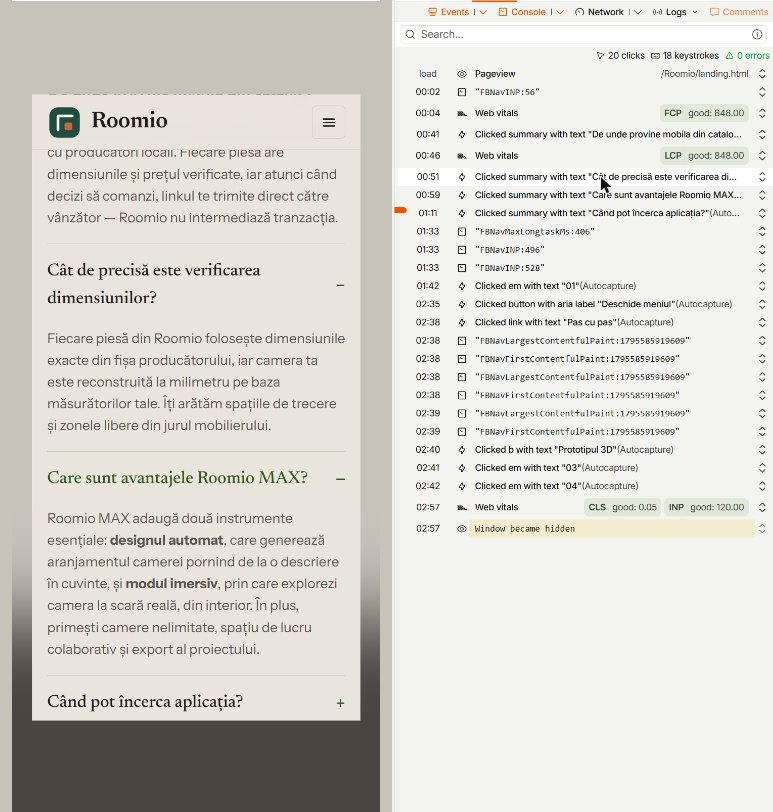 Roomio
cu producători locali. Fiecare piesă are
dimensiunile și prețul verificate, iar atunci când
decizi să comanzi, linkul te trimite direct către
vânzător — Roomio nu intermediază tranzacția.
Cât de precisă este verificarea
dimensiunilor?
–
Fiecare piesă din Roomio folosește dimensiunile
exacte din fișa producătorului, iar camera ta
este reconstruită la milimetru pe baza
măsurătorilor tale. Îți arătăm spațiile de trecere
și zonele libere din jurul mobilierului.
Care sunt avantajele Roomio MAX? –
Roomio MAX adaugă două instrumente
esențiale: designul automat, care generează
aranjamentul camerei pornind de la o descriere
în cuvinte, și modul imersiv, prin care explorezi
camera la scară reală, din interior. În plus,
primești camere nelimitate, spațiu de lucru
colaborativ și export al proiectului.
Când pot încerca aplicația? +
Events Console Network Logs Comments
Search...
20 clicks 18 keystrokes 0 errors
load Pageview /Roomio/landing.html
00:02 "FBNavINP:56"
00:04 Web vitals FCP good: 848.00
00:41 Clicked summary with text "De unde provine mobila din catalo...
00:46 Web vitals LCP good: 848.00
00:51 Clicked summary with text "Cât de precisă este verificarea di...
00:59 Clicked summary with text "Care sunt avantajele Roomio MAX...
01:11 Clicked summary with text "Când pot încerca aplicația?"(Auto...
01:33 "FBNavMaxLongtaskMs:406"
01:33 "FBNavINP:496"
01:33 "FBNavINP:528"
01:42 Clicked em with text "01"(Autocapture)
02:35 Clicked button with aria label "Deschide meniul"(Autocapture)
02:38 Clicked link with text "Pas cu pas"(Autocapture)
02:38 "FBNavLargestContentfulPaint:1795585919609"
02:38 "FBNavFirstContentfulPaint:1795585919609"
02:38 "FBNavLargestContentfulPaint:1795585919609"
02:38 "FBNavFirstContentfulPaint:1795585919609"
02:39 "FBNavLargestContentfulPaint:1795585919609"
02:39 "FBNavFirstContentfulPaint:1795585919609"
02:40 Clicked b with text "Prototipul 3D"(Autocapture)
02:41 Clicked em with text "03"(Autocapture)
02:42 Clicked em with text "04"(Autocapture)
02:57 Web vitals CLS good: 0.05 INP good: 120.00
02:57 Window became hidden